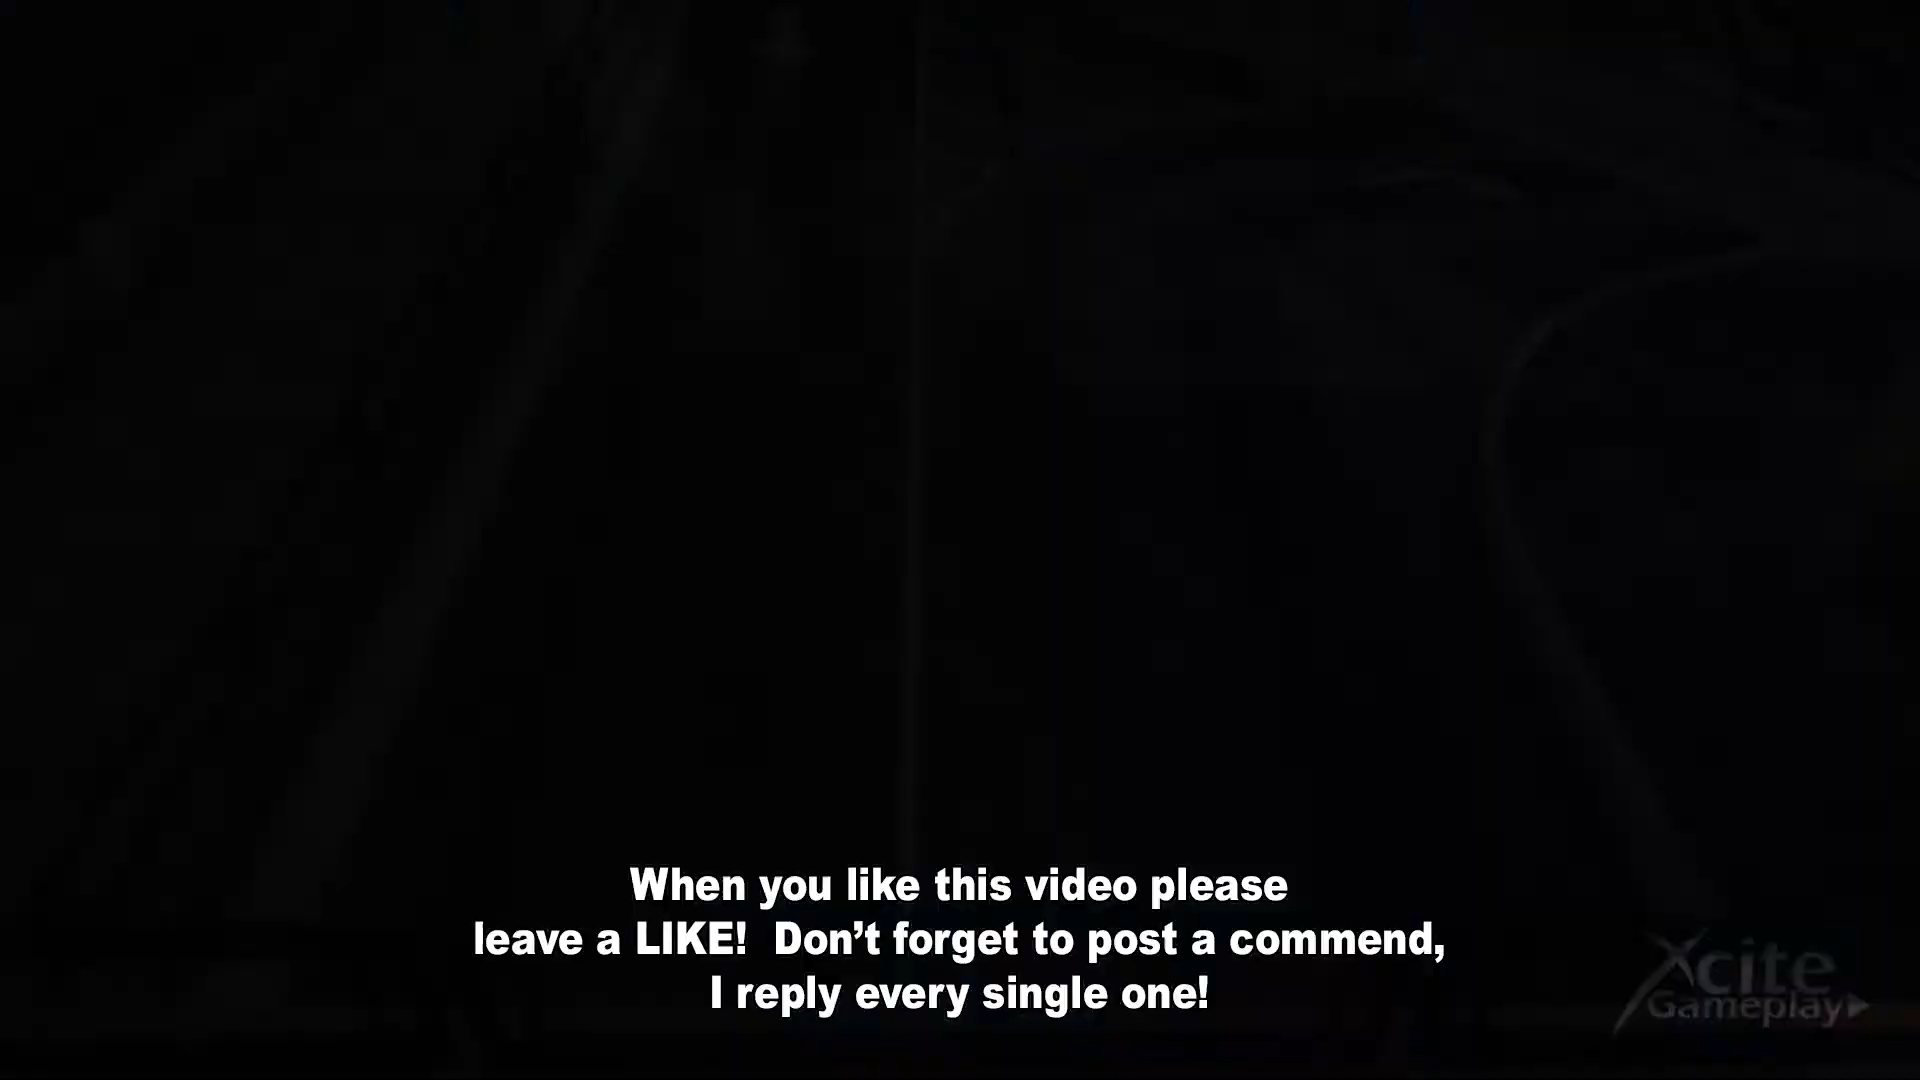 When you like this video please
leave a LIKE!  Don't forget to post a commend,
I reply every single one!
Xcite
Gameplay